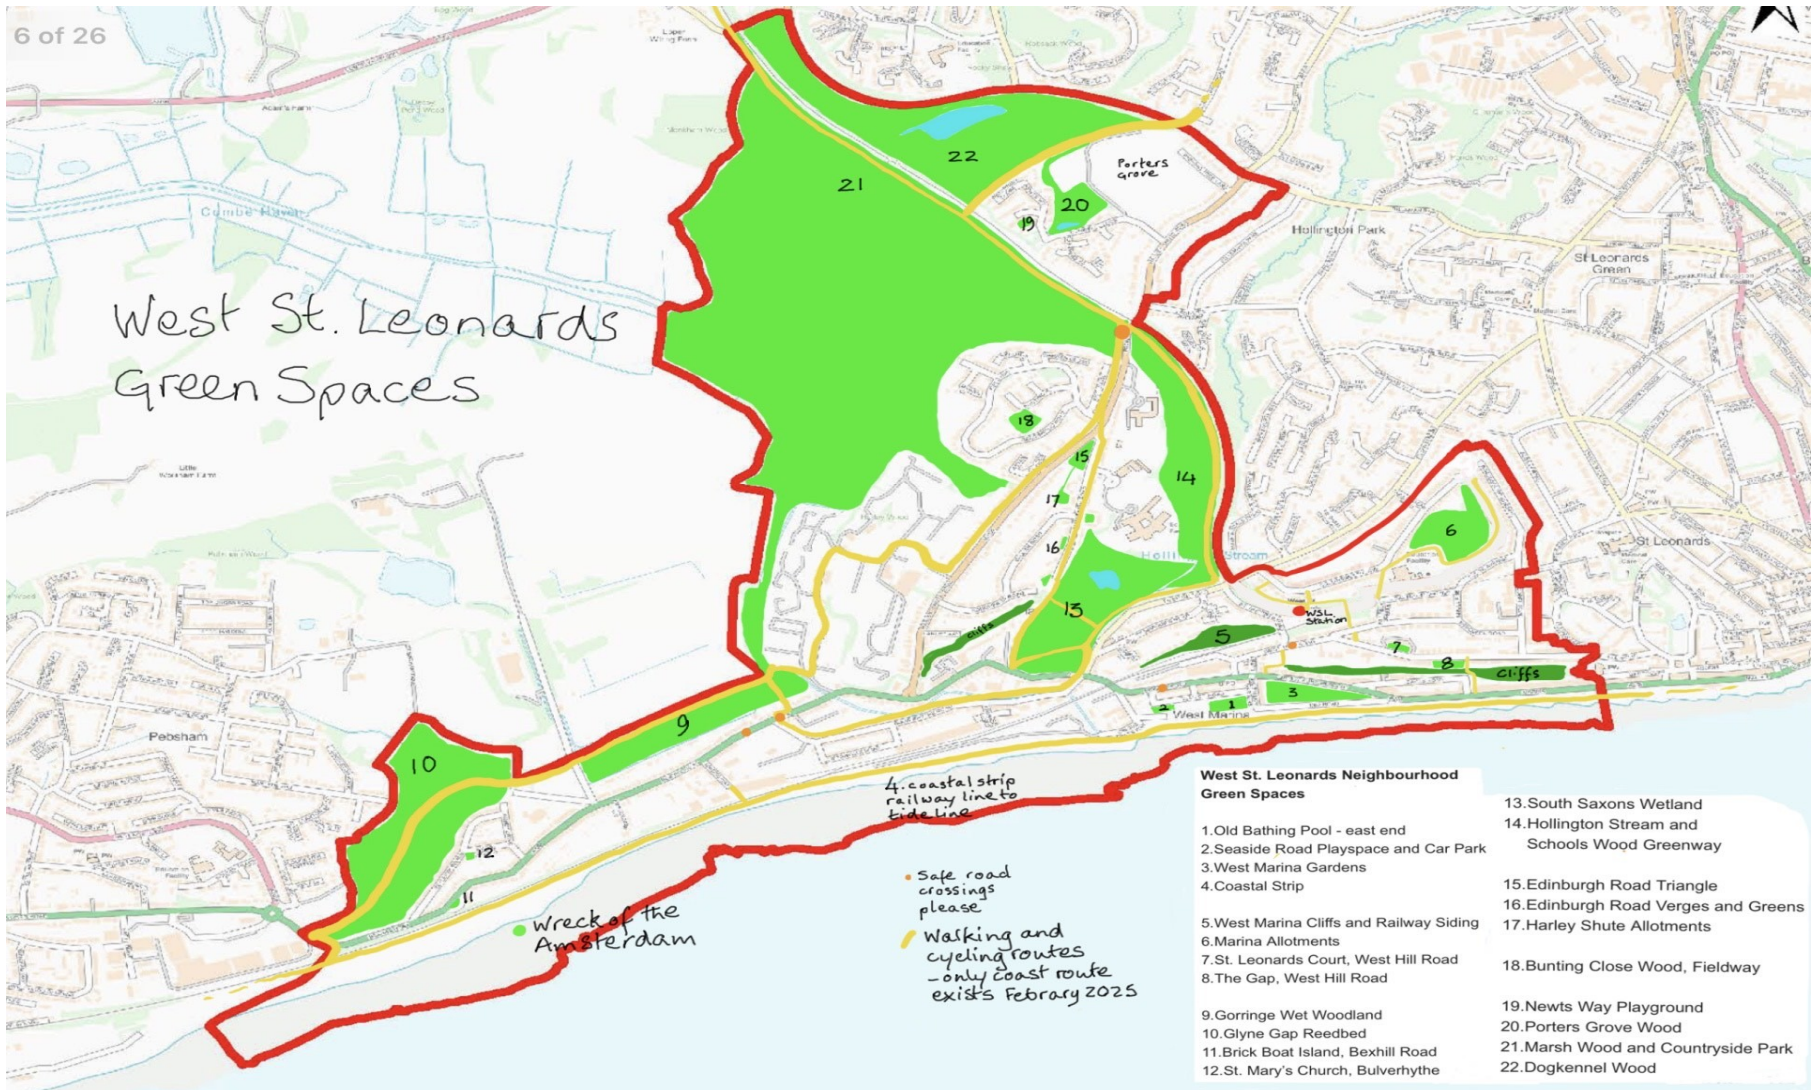 6 of 26
West St. Leonards
Green Spaces
Combe Haven
Pebsham
Hollington Park
St Leonards
Green
St Leonards
Stream
West Marina
Porters
Grove
22
21
20
19
18
15
17
16
14
13
6
5
7
8
3
1
2
9
10
12
11
cliffs
Cliffs
WSL
Station
4.coastal strip
railway line to
tide line
Wreck of the
Amsterdam
Safe road
crossings
please
Walking and
cycling routes
-only coast route
exists Febrary 2025
West St. Leonards Neighbourhood
Green Spaces
1.Old Bathing Pool - east end
2.Seaside Road Playspace and Car Park
3.West Marina Gardens
4.Coastal Strip
5.West Marina Cliffs and Railway Siding
6.Marina Allotments
7.St. Leonards Court, West Hill Road
8.The Gap, West Hill Road
9.Gorringe Wet Woodland
10.Glyne Gap Reedbed
11.Brick Boat Island, Bexhill Road
12.St. Mary's Church, Bulverhythe
13.South Saxons Wetland
14.Hollington Stream and
Schools Wood Greenway
15.Edinburgh Road Triangle
16.Edinburgh Road Verges and Greens
17.Harley Shute Allotments
18.Bunting Close Wood, Fieldway
19.Newts Way Playground
20.Porters Grove Wood
21.Marsh Wood and Countryside Park
22.Dogkennel Wood